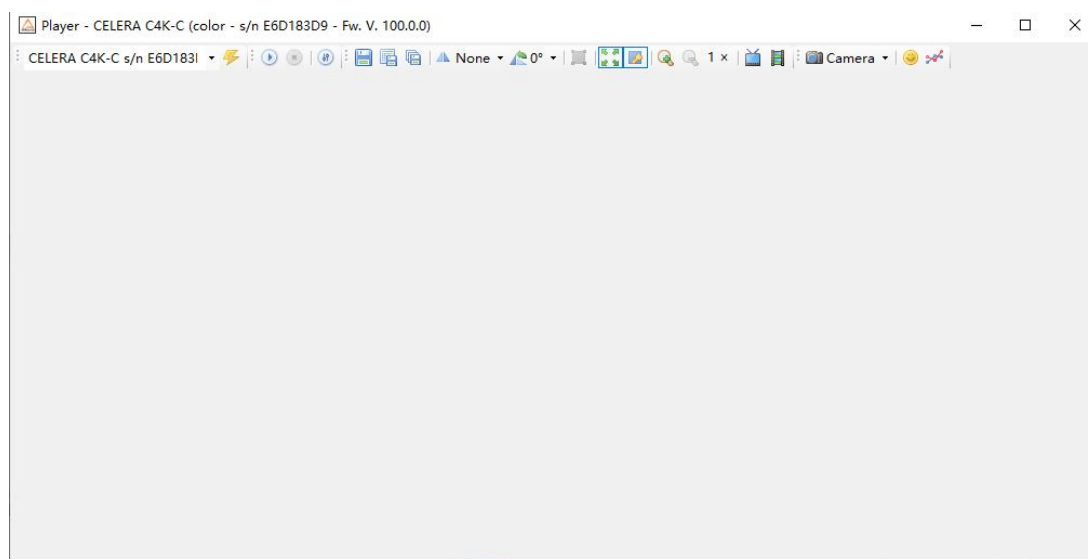 Player - CELERA C4K-C (color - s/n E6D183D9 - Fw. V. 100.0.0)
CELERA C4K-C s/n E6D183I None 0° 1 × Camera